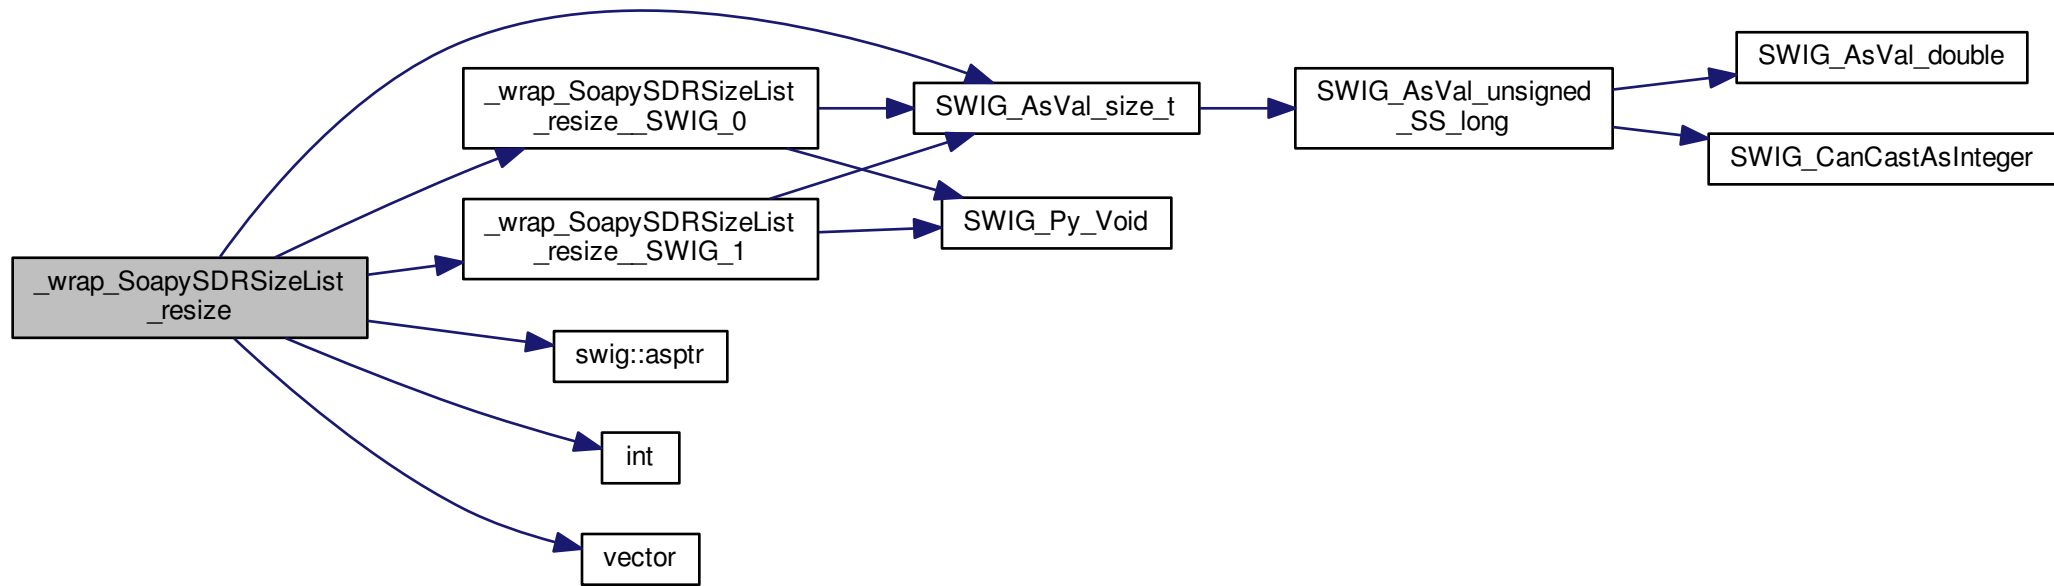 _wrap_SoapySDRSizeList
_resize
_wrap_SoapySDRSizeList
_resize__SWIG_0
_wrap_SoapySDRSizeList
_resize__SWIG_1
swig::asptr
int
vector
SWIG_AsVal_size_t
SWIG_Py_Void
SWIG_AsVal_unsigned
_SS_long
SWIG_AsVal_double
SWIG_CanCastAsInteger